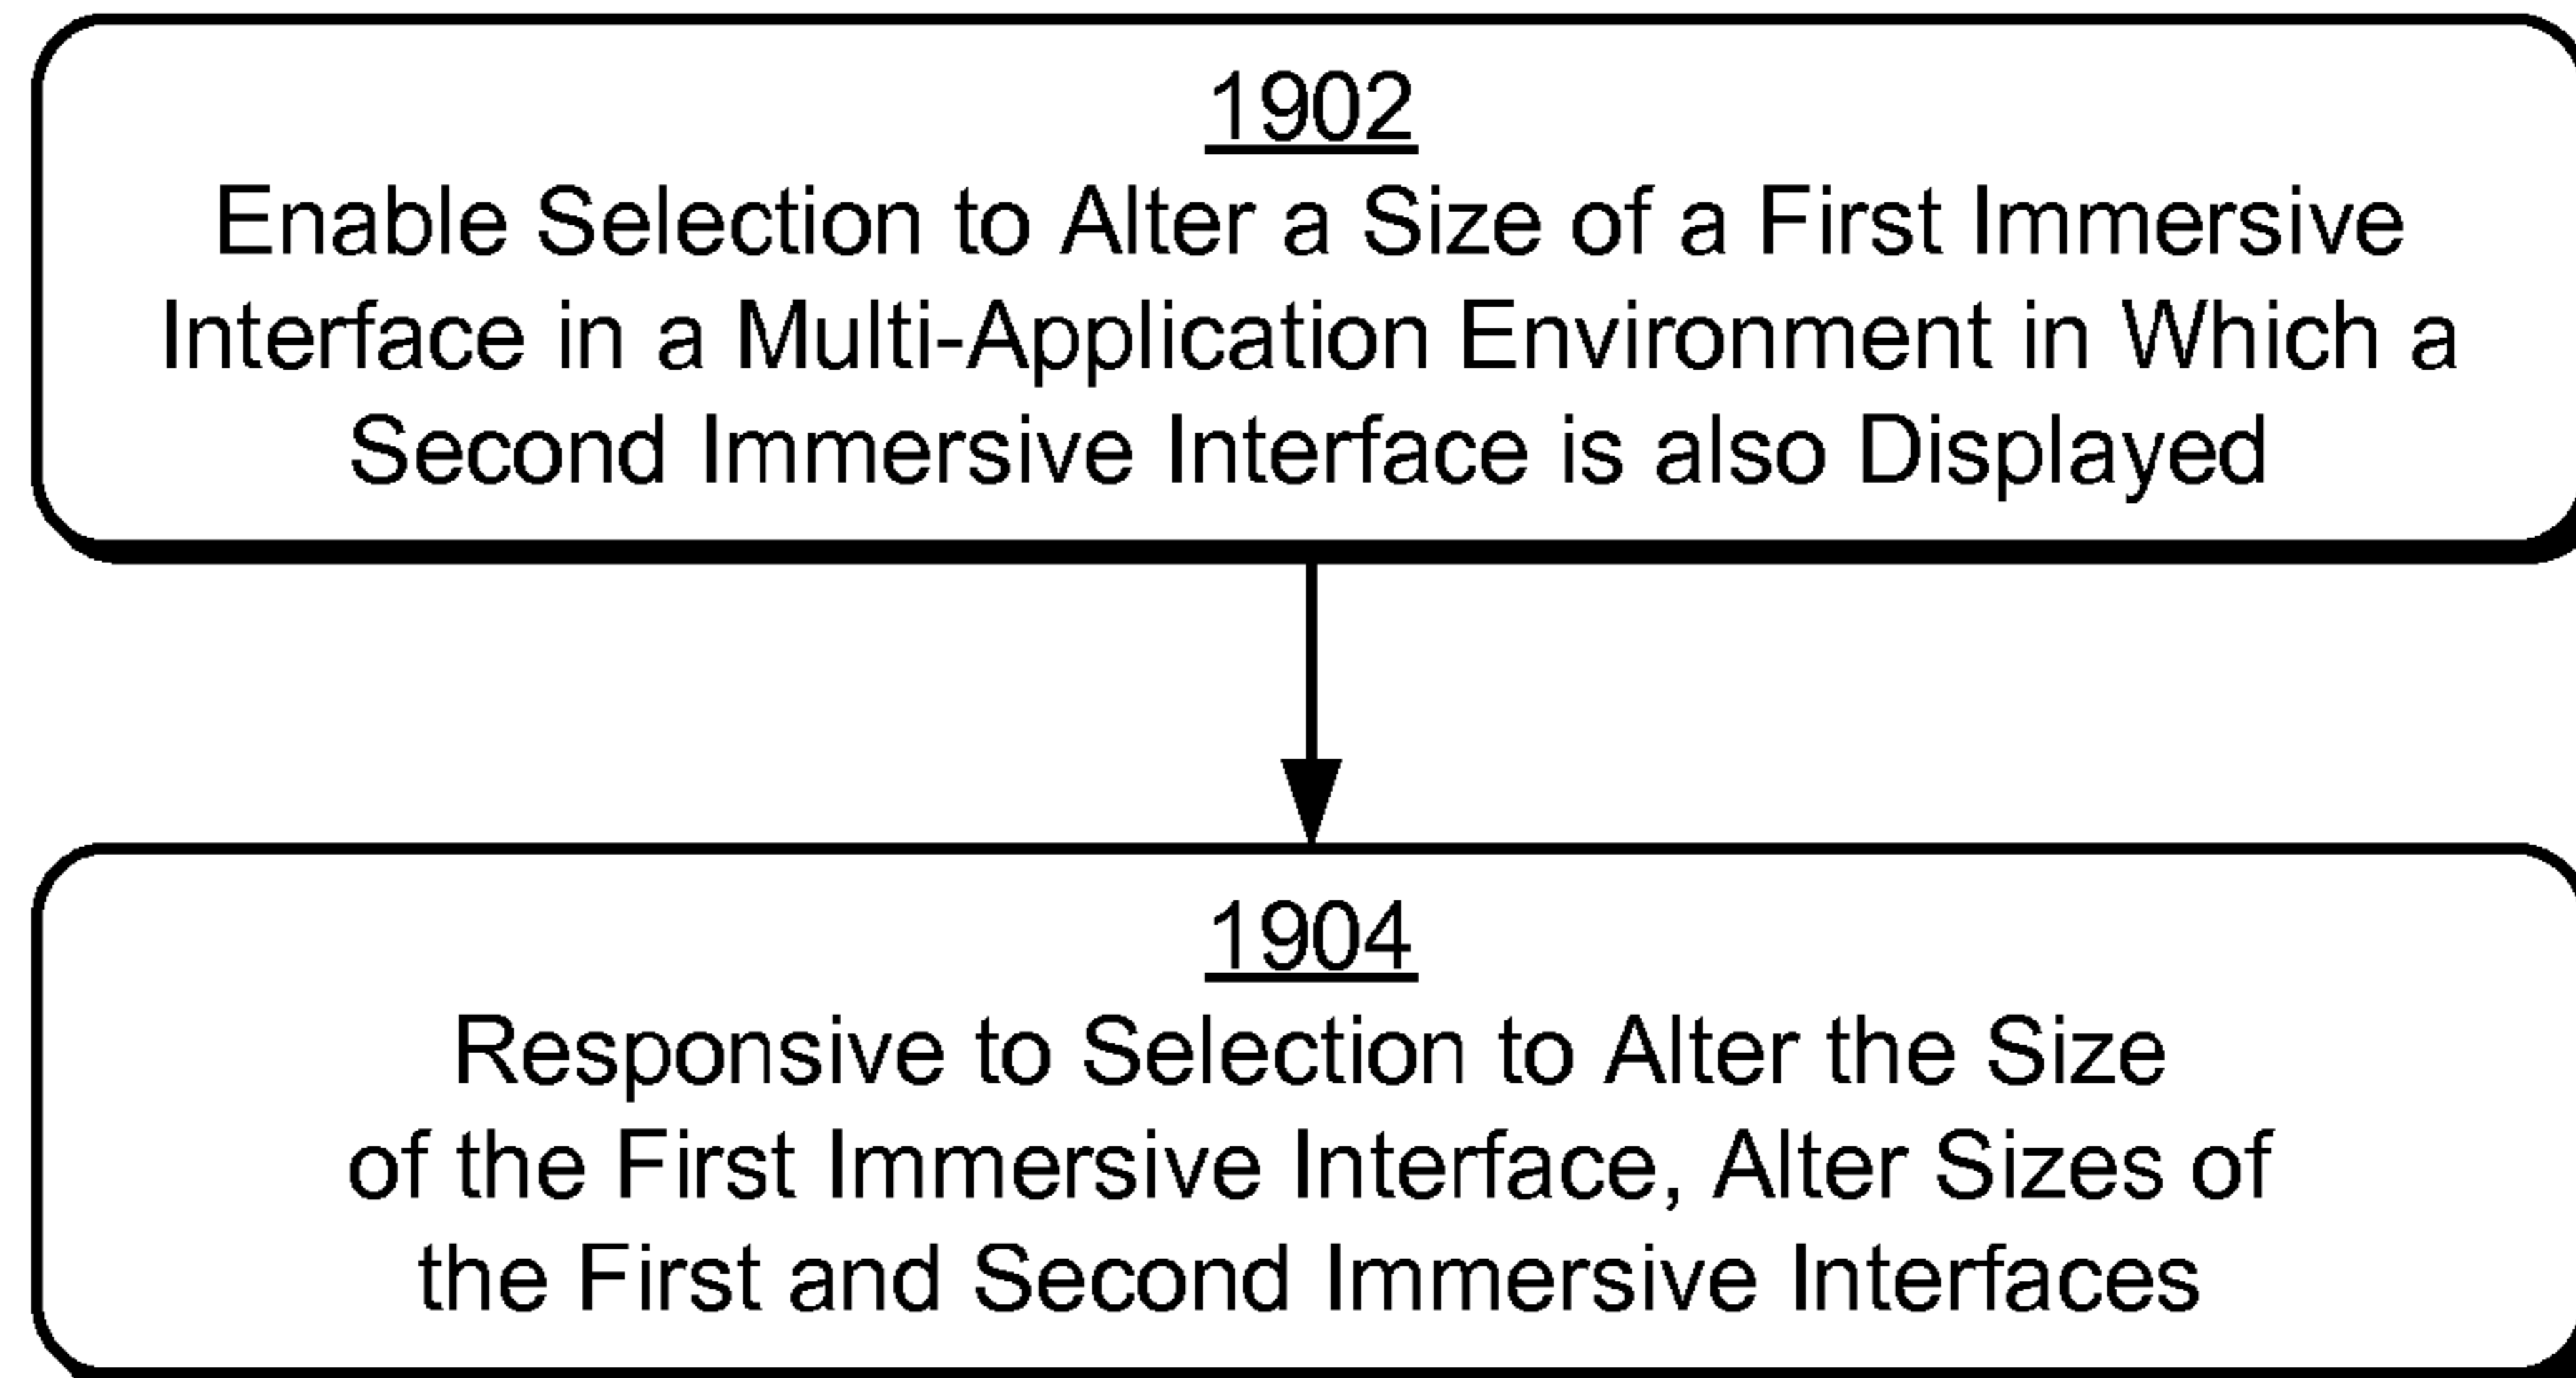 1902
Enable Selection to Alter a Size of a First Immersive
Interface in a Multi-Application Environment in Which a
Second Immersive Interface is also Displayed
1904
Responsive to Selection to Alter the Size
of the First Immersive Interface, Alter Sizes of
the First and Second Immersive Interfaces